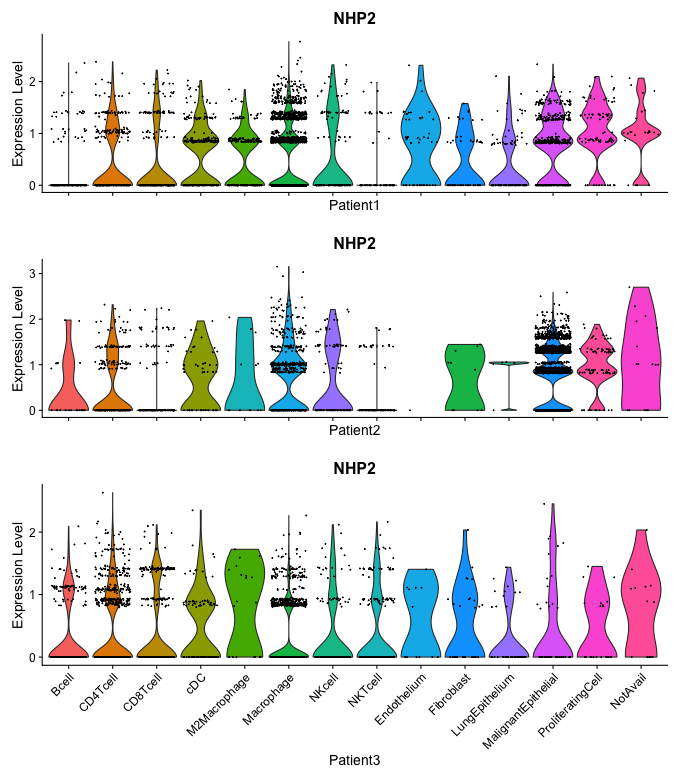 NHP2
Expression Level
2
1
0
Patient1
NHP2
Expression Level
3
2
1
0
Patient2
NHP2
Expression Level
2
1
0
Bcell
CD4Tcell
CD8Tcell
cDC
M2Macrophage
Macrophage
NKcell
NKTcell
Endothelium
Fibroblast
LungEpithelium
MalignantEpithelial
ProliferatingCell
NotAvail
Patient3